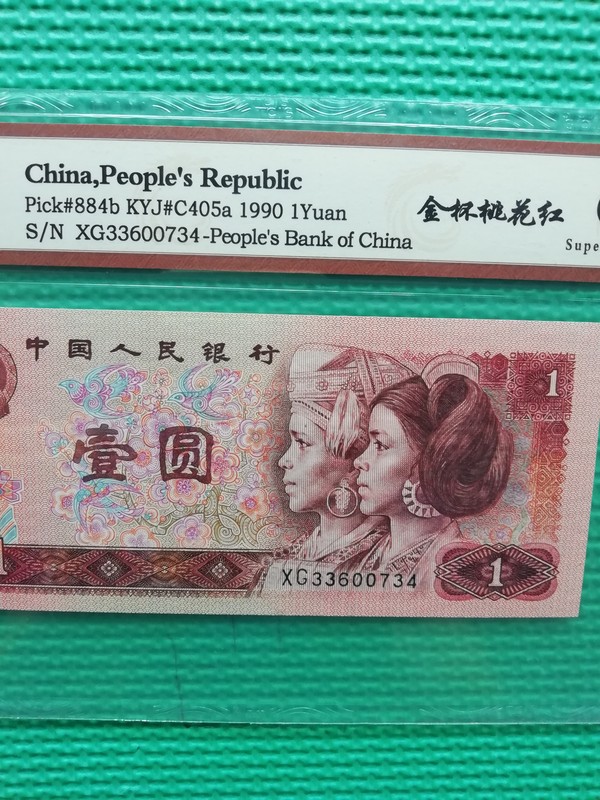 China,People's Republic
Pick#884b KYJ#C405a 1990 1Yuan
S/N XG33600734-People's Bank of China
金杯桃花红
Supe
中国人民银行
1
壹圆
XG33600734
1
1